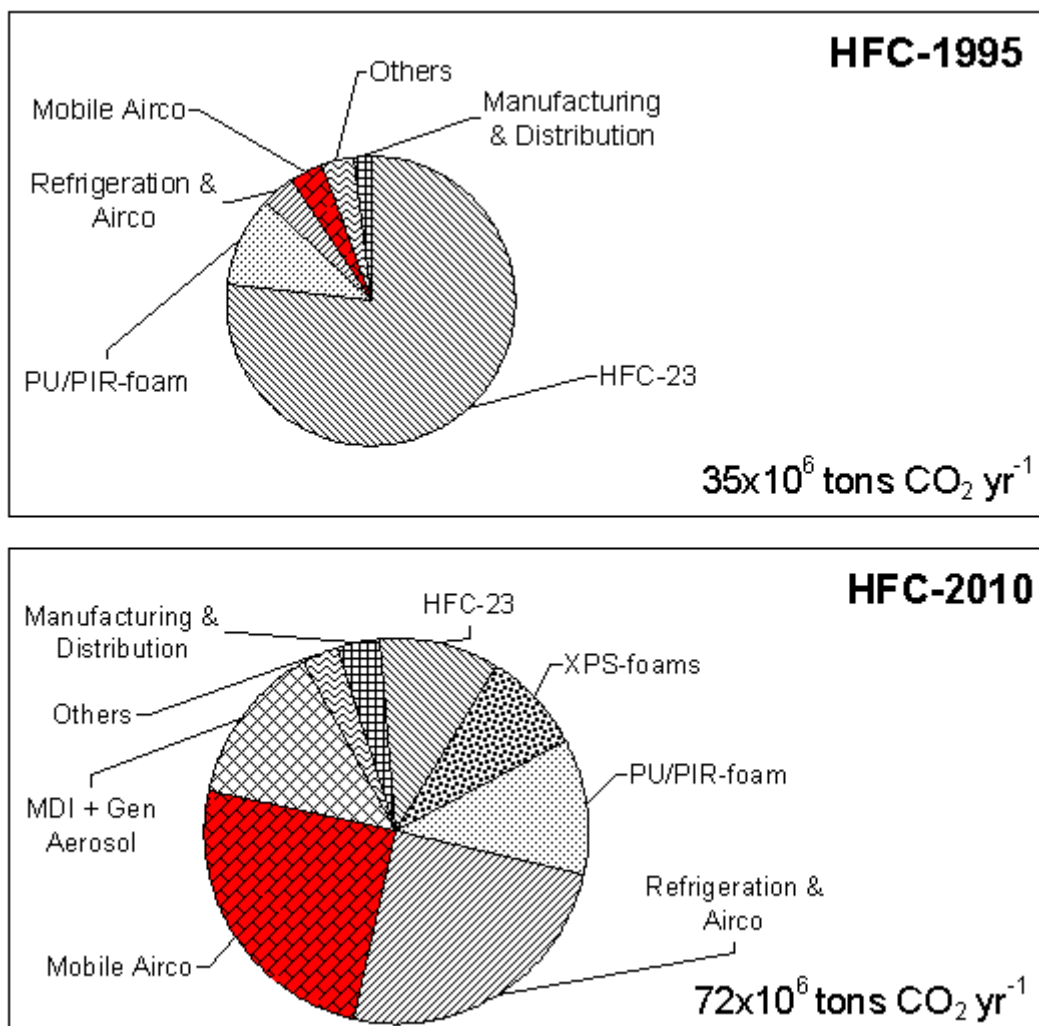 HFC-1995
Others
Mobile Airco
Manufacturing
& Distribution
Refrigeration &
Airco
PU/PIR-foam
HFC-23
35x10⁶ tons CO₂ yr⁻¹
HFC-2010
Manufacturing &
Distribution
HFC-23
XPS-foams
Others
PU/PIR-foam
MDI + Gen
Aerosol
Refrigeration &
Airco
Mobile Airco
72x10⁶ tons CO₂ yr⁻¹